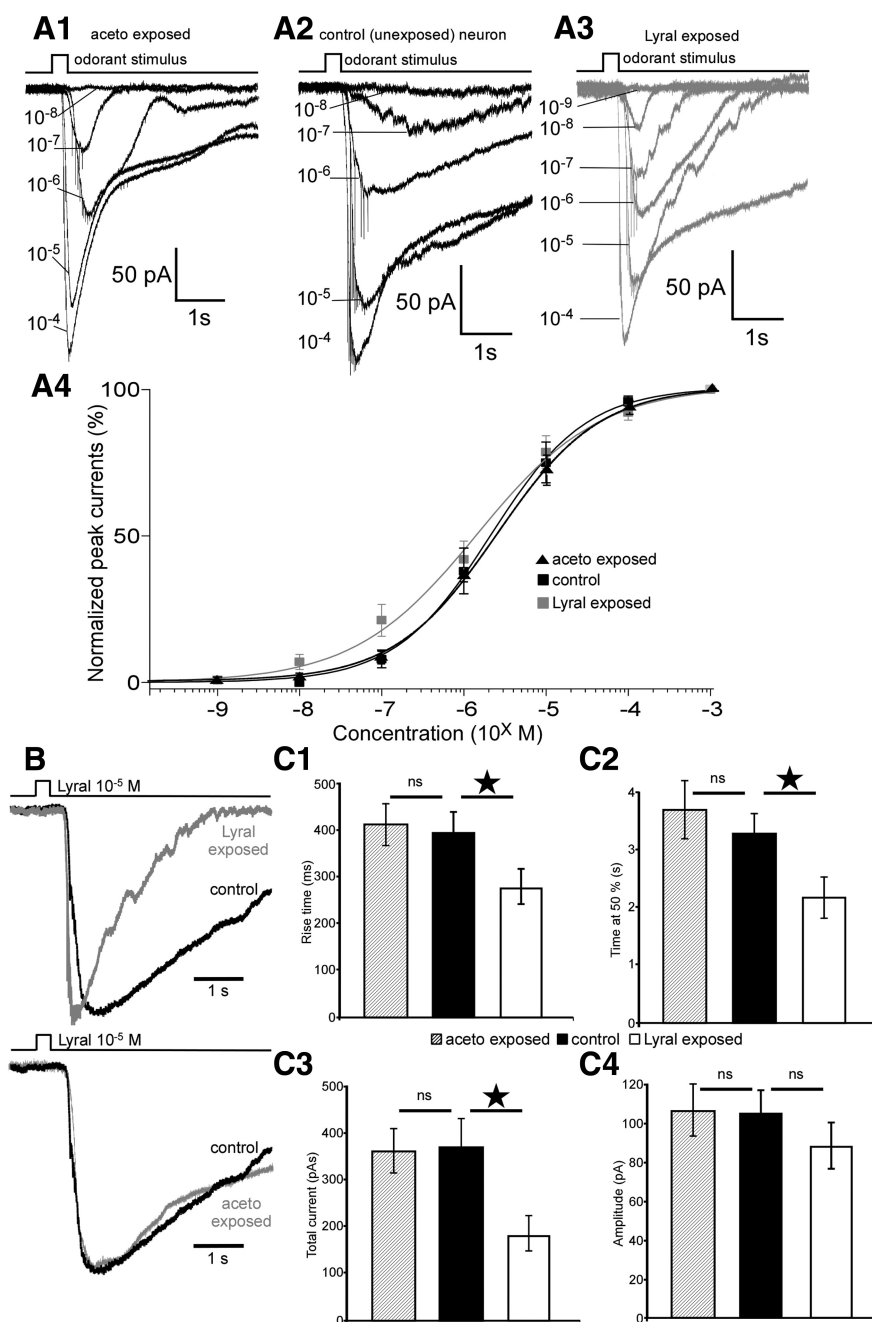 A1
aceto exposed
odorant stimulus
10-8
10-7
10-6
10-5
10-4
50 pA
1s
A2
control (unexposed) neuron
odorant stimulus
10-8
10-7
10-6
10-5
10-4
50 pA
1s
A3
Lyral exposed
odorant stimulus
10-9
10-8
10-7
10-6
10-5
10-4
50 pA
1s
A4
Normalized peak currents (%)
100
50
0
aceto exposed
control
Lyral exposed
-9 -8 -7 -6 -5 -4 -3
Concentration (10X M)
B
Lyral 10-5 M
Lyral
exposed
control
1 s
Lyral 10-5 M
control
aceto
exposed
1 s
C1
Rise time (ms)
500
400
300
200
100
0
ns ★
C2
Time at 50 % (s)
4
3
2
1
0
ns ★
aceto exposed control Lyral exposed
C3
Total current (pAs)
500
400
300
200
100
0
ns ★
C4
Amplitude (pA)
120
100
80
60
40
20
0
ns ns